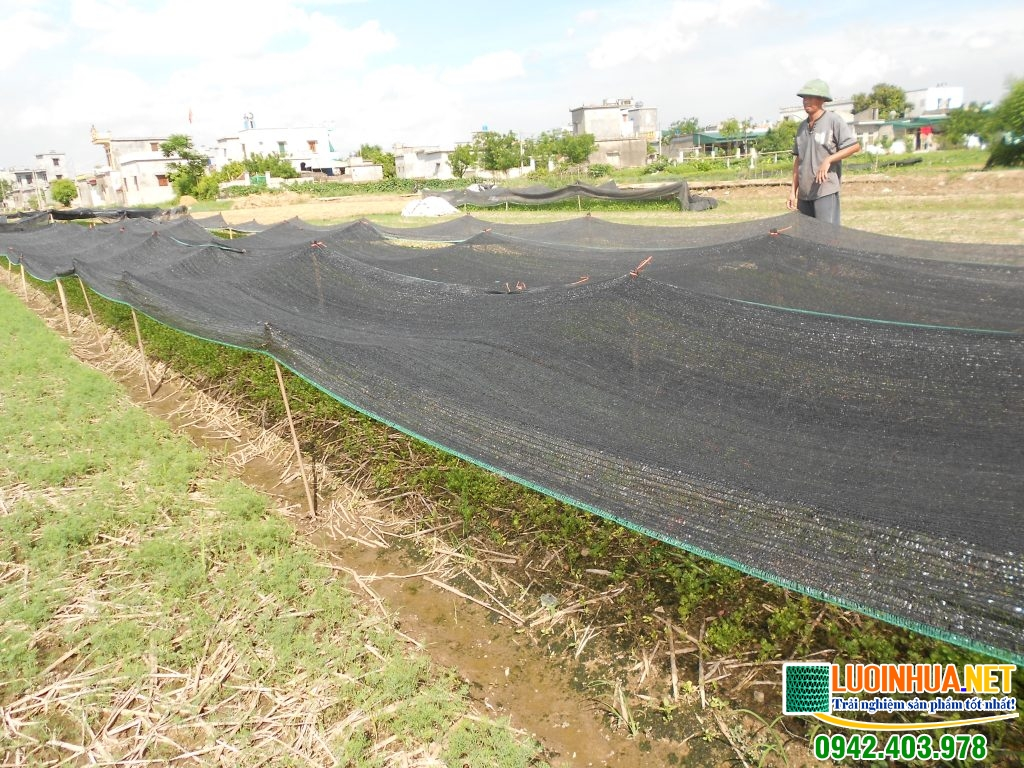 LUOINHUA.NET
Trải nghiệm sản phẩm tốt nhất!
0942.403.978